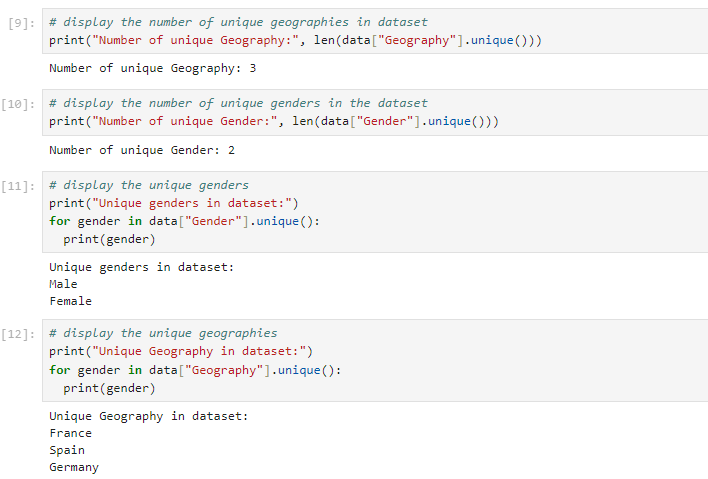 [9]:
# display the number of unique geographies in dataset
print("Number of unique Geography:", len(data["Geography"].unique()))
Number of unique Geography: 3
[10]:
# display the number of unique genders in the dataset
print("Number of unique Gender:", len(data["Gender"].unique()))
Number of unique Gender: 2
[11]:
# display the unique genders
print("Unique genders in dataset:")
for gender in data["Gender"].unique():
  print(gender)
Unique genders in dataset:
Male
Female
[12]:
# display the unique geographies
print("Unique Geography in dataset:")
for gender in data["Geography"].unique():
  print(gender)
Unique Geography in dataset:
France
Spain
Germany